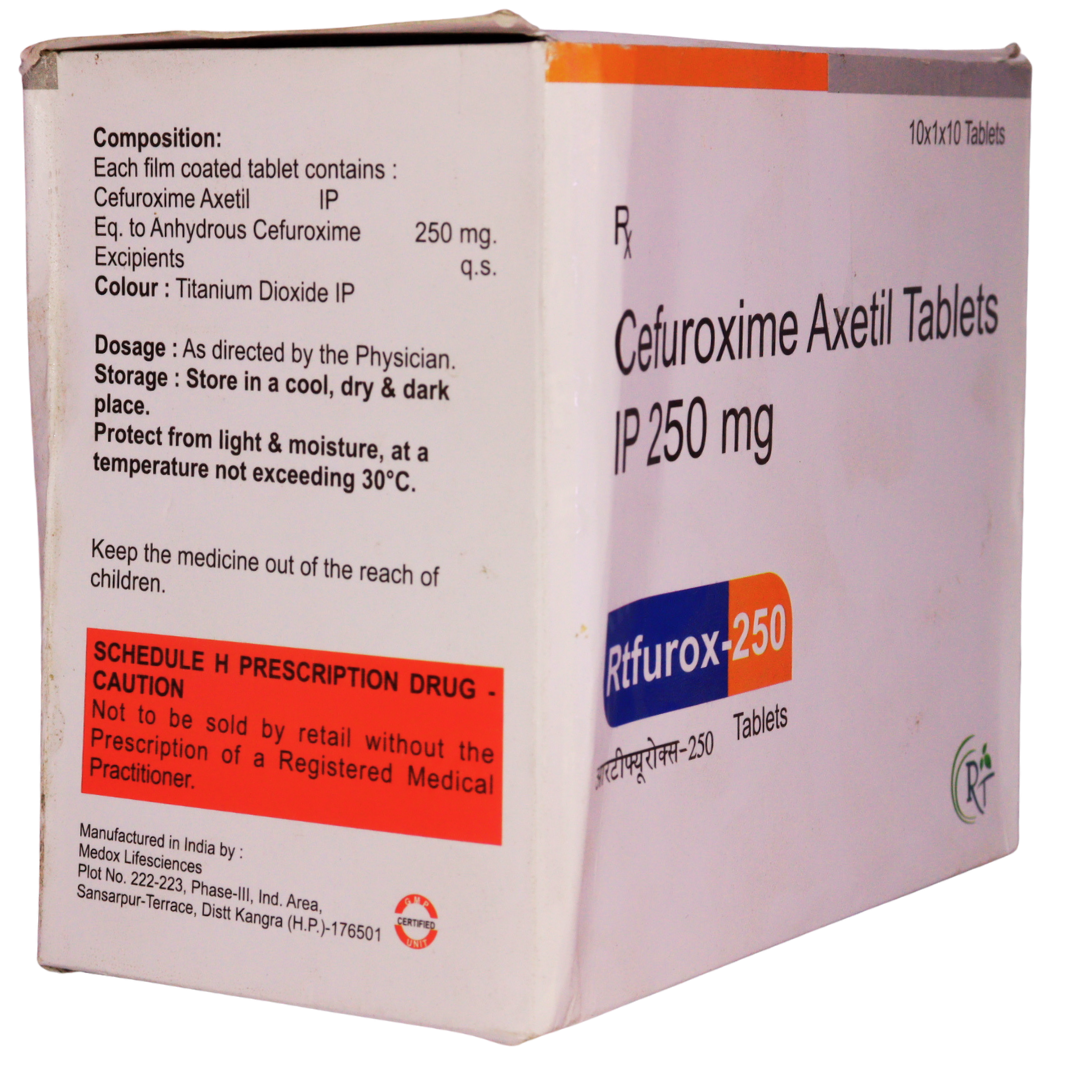 Composition:
Each film coated tablet contains :
Cefuroxime Axetil IP
Eq. to Anhydrous Cefuroxime 250 mg.
Excipients q.s.
Colour : Titanium Dioxide IP
Dosage : As directed by the Physician.
Storage : Store in a cool, dry & dark
place.
Protect from light & moisture, at a
temperature not exceeding 30°C.
Keep the medicine out of the reach of
children.
SCHEDULE H PRESCRIPTION DRUG -
CAUTION
Not to be sold by retail without the
Prescription of a Registered Medical
Practitioner.
Manufactured in India by :
Medox Lifesciences
Plot No. 222-223, Phase-III, Ind. Area,
Sansarpur-Terrace, Distt Kangra (H.P.)-176501
GMP
CERTIFIED
UNIT
10x1x10 Tablets
Rx
Cefuroxime Axetil Tablets
IP 250 mg
Rtfurox-250
आरटीफ्यूरोक्स-250 Tablets
RT